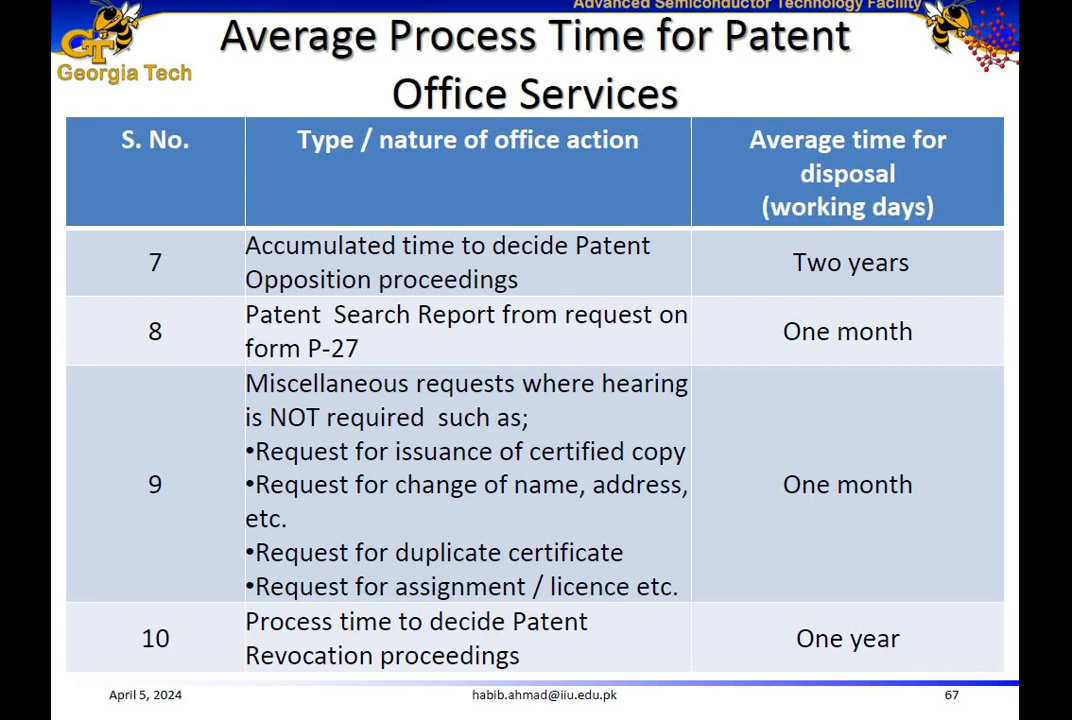 Advanced Semiconductor Technology Facility
GT
Georgia Tech
Average Process Time for Patent
Office Services
S. No.
Type / nature of office action
Average time for
disposal
(working days)
7
Accumulated time to decide Patent
Opposition proceedings
Two years
8
Patent  Search Report from request on
form P-27
One month
9
Miscellaneous requests where hearing
is NOT required  such as;
•Request for issuance of certified copy
•Request for change of name, address,
etc.
•Request for duplicate certificate
•Request for assignment / licence etc.
One month
10
Process time to decide Patent
Revocation proceedings
One year
April 5, 2024
habib.ahmad@iiu.edu.pk
67